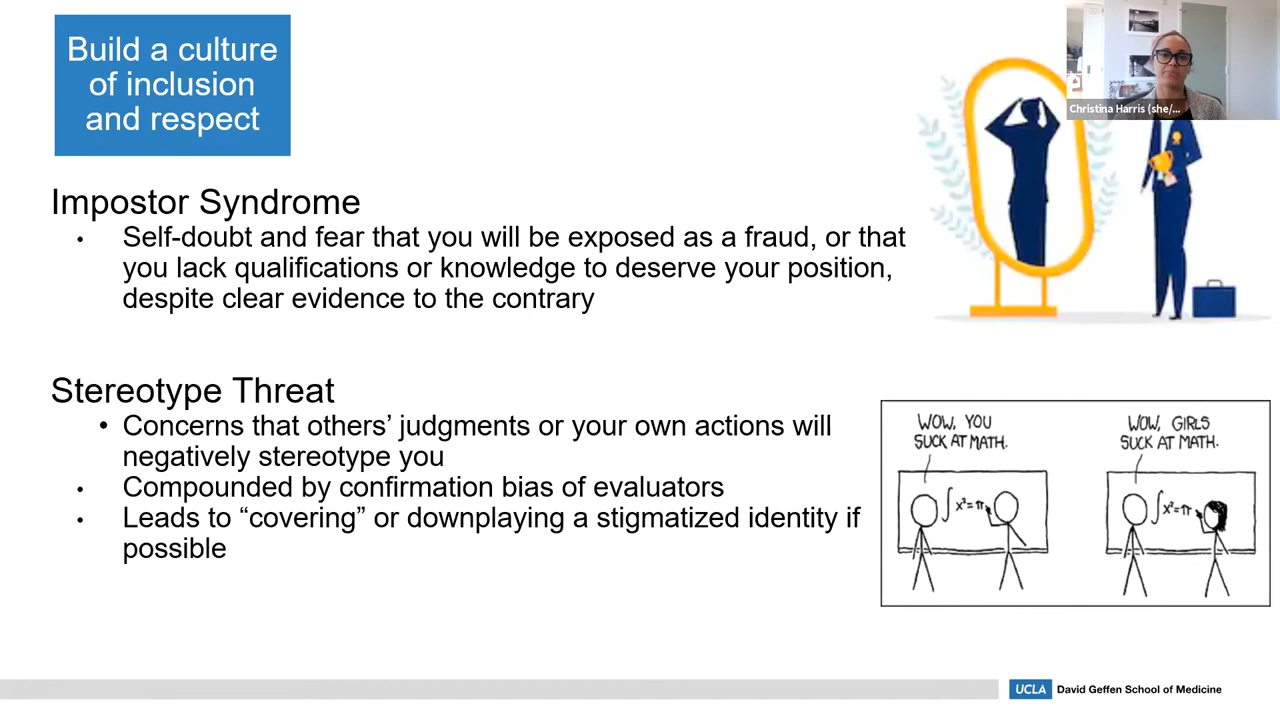 Build a culture
of inclusion
and respect
Christina Harris (she/...
Impostor Syndrome
• Self-doubt and fear that you will be exposed as a fraud, or that
you lack qualifications or knowledge to deserve your position,
despite clear evidence to the contrary
Stereotype Threat
• Concerns that others’ judgments or your own actions will
negatively stereotype you
• Compounded by confirmation bias of evaluators
• Leads to “covering” or downplaying a stigmatized identity if
possible
WOW, YOU
SUCK AT MATH.
∫x²=π
WOW, GIRLS
SUCK AT MATH.
∫x²=π
UCLA David Geffen School of Medicine